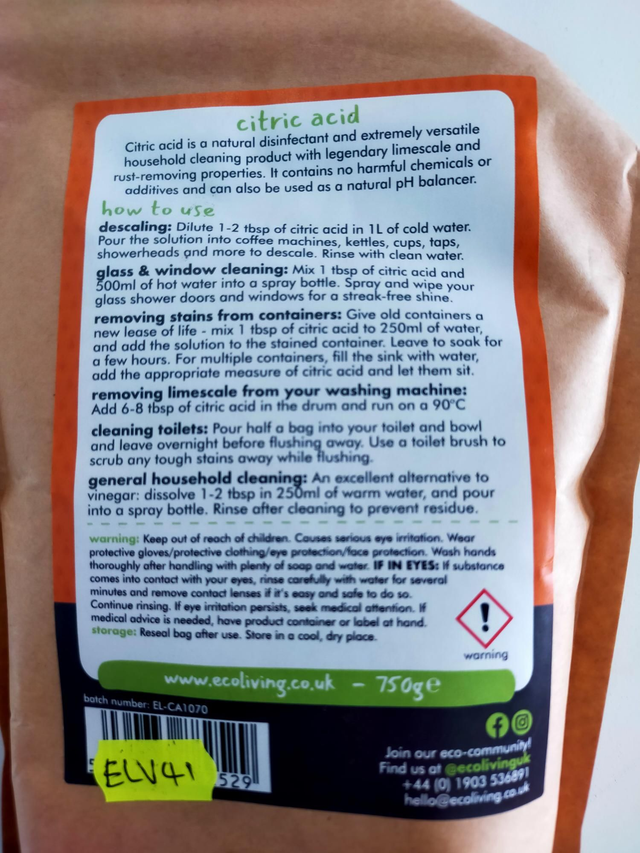 citric acid
Citric acid is a natural disinfectant and extremely versatile
household cleaning product with legendary limescale and
rust-removing properties. It contains no harmful chemicals or
additives and can also be used as a natural pH balancer.
how to use
descaling: Dilute 1-2 tbsp of citric acid in 1L of cold water.
Pour the solution into coffee machines, kettles, cups, taps,
showerheads and more to descale. Rinse with clean water.
glass & window cleaning: Mix 1 tbsp of citric acid and
500ml of hot water into a spray bottle. Spray and wipe your
glass shower doors and windows for a streak-free shine.
removing stains from containers: Give old containers a
new lease of life - mix 1 tbsp of citric acid to 250ml of water,
and add the solution to the stained container. Leave to soak for
a few hours. For multiple containers, fill the sink with water,
add the appropriate measure of citric acid and let them sit.
removing limescale from your washing machine:
Add 6-8 tbsp of citric acid in the drum and run on a 90°C
cleaning toilets: Pour half a bag into your toilet and bowl
and leave overnight before flushing away. Use a toilet brush to
scrub any tough stains away while flushing.
general household cleaning: An excellent alternative to
vinegar: dissolve 1-2 tbsp in 250ml of warm water, and pour
into a spray bottle. Rinse after cleaning to prevent residue.
warning: Keep out of reach of children. Causes serious eye irritation. Wear
protective gloves/protective clothing/eye protection/face protection. Wash hands
thoroughly after handling with plenty of soap and water. IF IN EYES: If substance
comes into contact with your eyes, rinse carefully with water for several
minutes and remove contact lenses if it's easy and safe to do so.
Continue rinsing. If eye irritation persists, seek medical attention. If
medical advice is needed, have product container or label at hand.
storage: Reseal bag after use. Store in a cool, dry place.
warning
www.ecoliving.co.uk - 750g℮
batch number: EL-CA1070
ELV41
529
Join our eco-community!
Find us at @ecolivinguk
+44 (0) 1903 536891
hello@ecoliving.co.uk